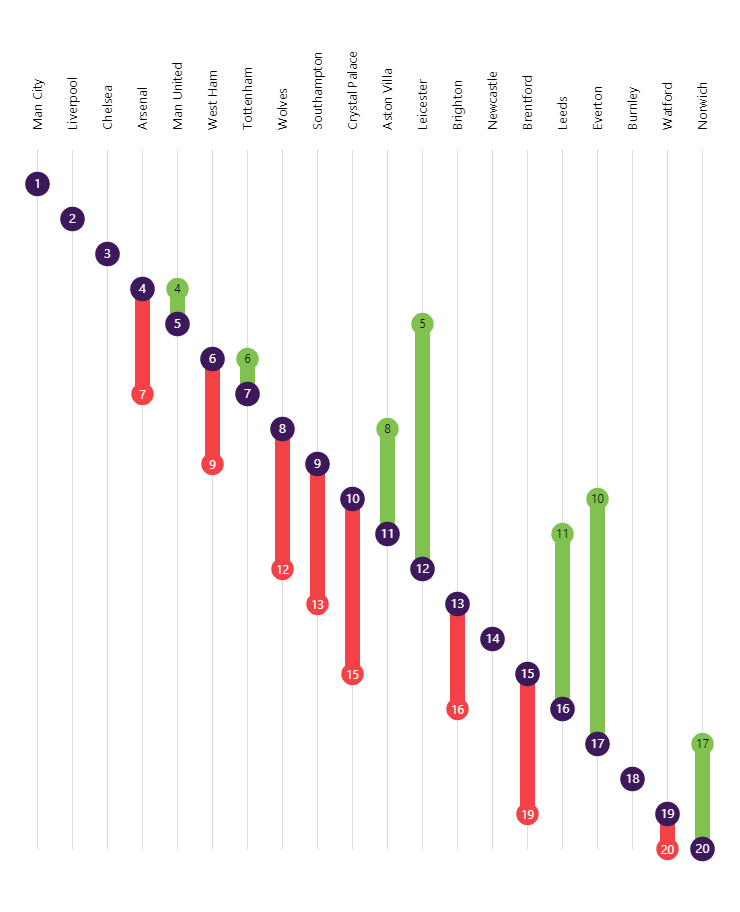 Man City
Liverpool
Chelsea
Arsenal
Man United
West Ham
Tottenham
Wolves
Southampton
Crystal Palace
Aston Villa
Leicester
Brighton
Newcastle
Brentford
Leeds
Everton
Burnley
Watford
Norwich
1
2
3
4 4
5 5
6 6
7 7
8 8
9 9
10 10
11 11
12 12
13 13
14
15 15
16 16
17 17
18
19 19
20 20